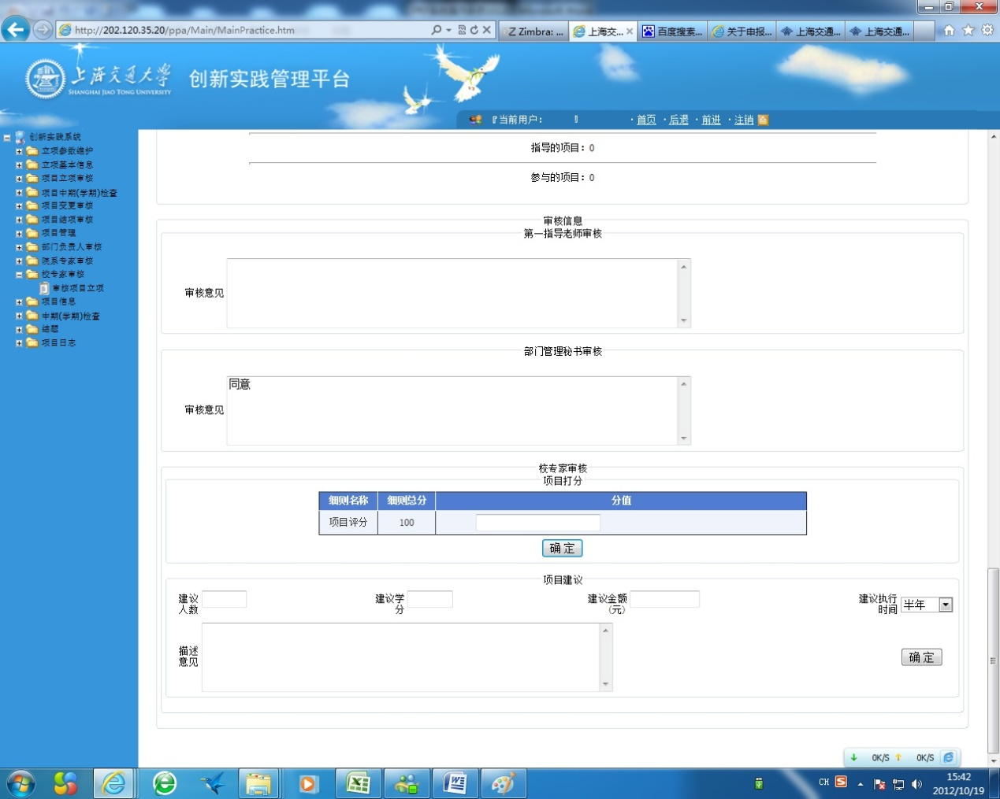 http://202.120.35.20/ppa/Main/MainPractice.htm
Zimbra: ...
上海交...
百度搜索...
关于申报...
上海交通...
上海交通...
上海交通大学
SHANGHAI JIAO TONG UNIVERSITY
创新实践管理平台
『当前用户: 』 ·首页 ·后退 ·前进 ·注销
创新实践系统
立项参数维护
立项基本信息
项目立项审核
项目中期(学期)检查
项目变更审核
项目结项审核
项目管理
部门负责人审核
院系专家审核
校专家审核
审核项目立项
项目信息
中期(学期)检查
结题
项目日志
指导的项目：0
参与的项目：0
审核信息
第一指导老师审核
审核意见
部门管理秘书审核
审核意见
同意
校专家审核
项目打分
细则名称 细则总分 分值
项目评分 100
确 定
项目建议
建议人数
建议学分
建议金额(元)
建议执行时间
半年
描述意见
确 定
0K/S 0K/S
CH
15:42
2012/10/19